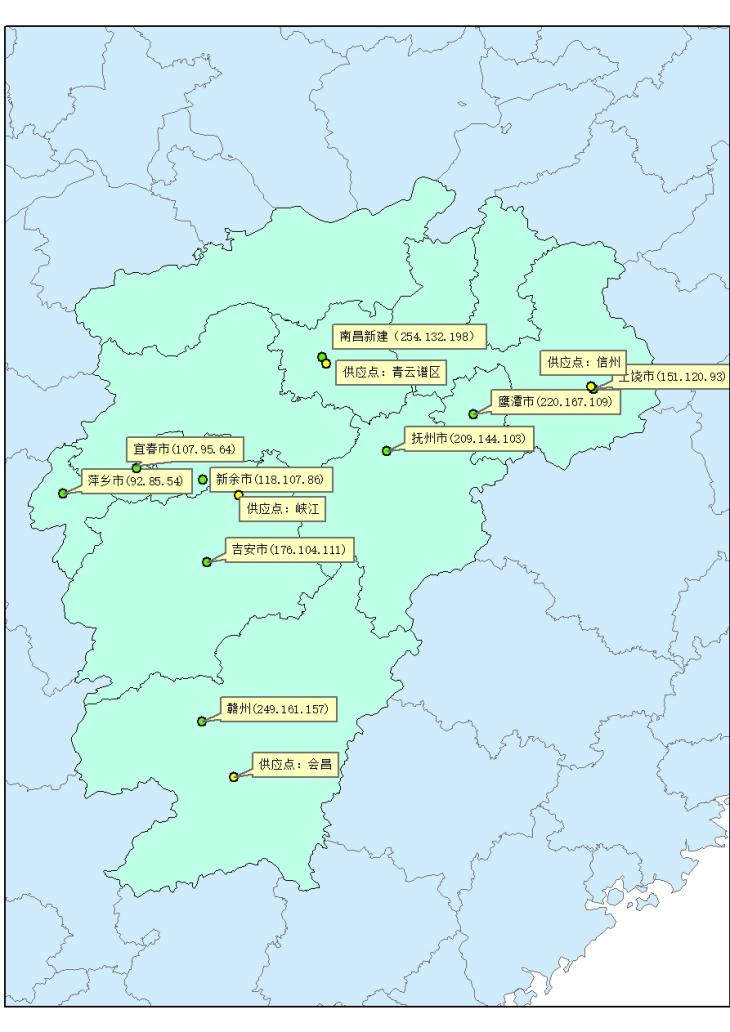 南昌新建（254.132.198）
供应点：青云谱区
供应点：信州
上饶市(151.120.93)
鹰潭市(220.167.109)
抚州市(209.144.103)
宜春市(107.95.64)
萍乡市(92.85.54)
新余市(118.107.86)
供应点：峡江
吉安市(176.104.111)
赣州(249.161.157)
供应点：会昌